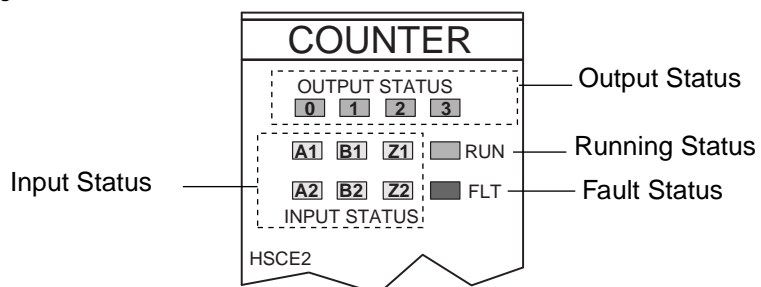 COUNTER
OUTPUT STATUS
Output Status
0 1 2 3
A1 B1 Z1 RUN
Running Status
Input Status
A2 B2 Z2 FLT
Fault Status
INPUT STATUS
HSCE2